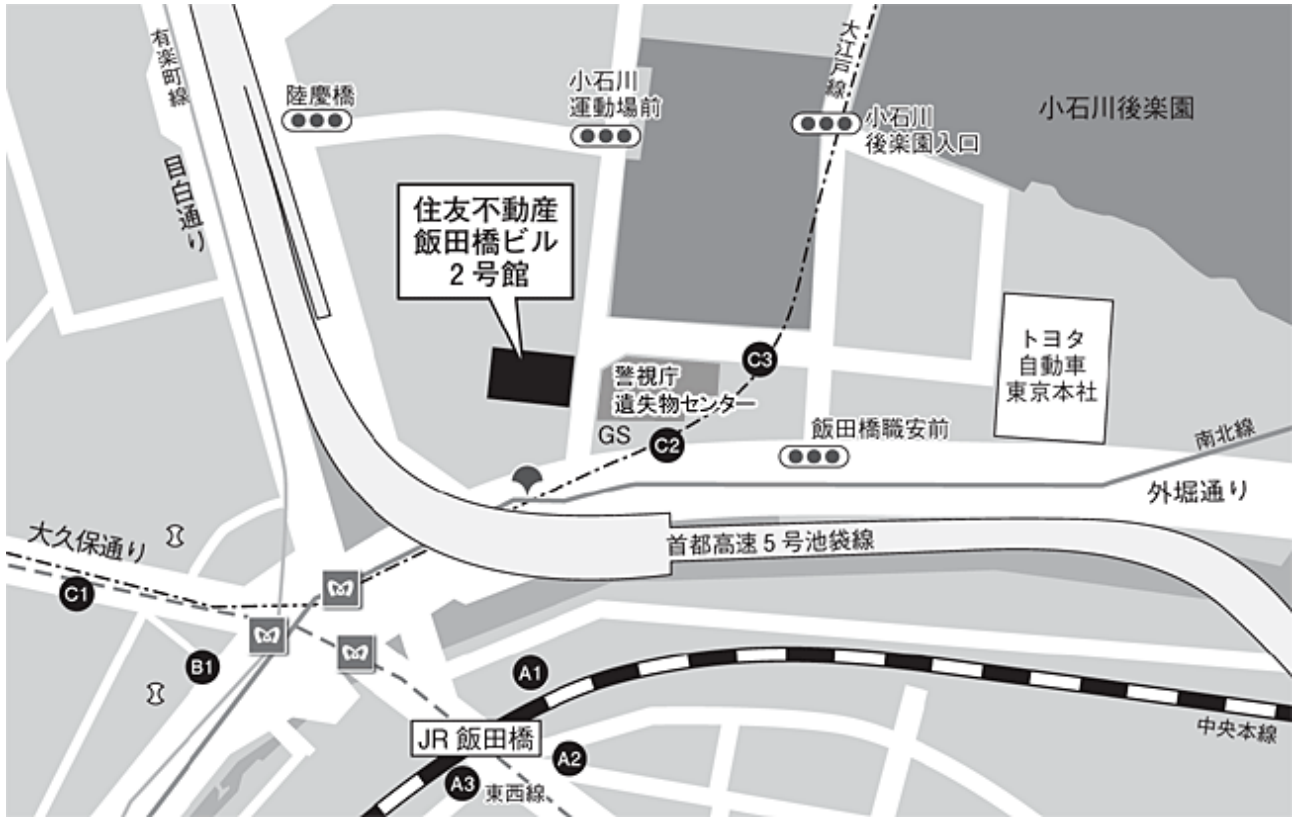 有楽町線
目白通り
陸慶橋
小石川
運動場前
大江戸線
小石川
後楽園入口
小石川後楽園
住友不動産
飯田橋ビル
2号館
C3
警視庁
遺失物センター
GS
C2
飯田橋職安前
トヨタ
自動車
東京本社
南北線
外堀通り
首都高速5号池袋線
大久保通り
C1
B1
A1
JR 飯田橋
A2
A3
東西線
中央本線